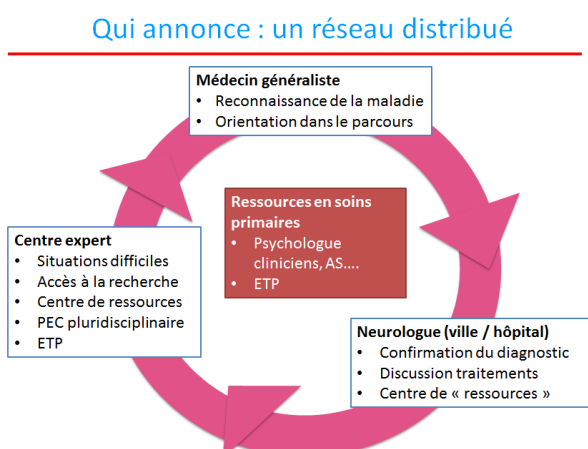 Qui annonce : un réseau distribué
Médecin généraliste
• Reconnaissance de la maladie
• Orientation dans le parcours
Ressources en soins
primaires
• Psychologue
cliniciens, AS....
• ETP
Centre expert
• Situations difficiles
• Accès à la recherche
• Centre de ressources
• PEC pluridisciplinaire
• ETP
Neurologue (ville / hôpital)
• Confirmation du diagnostic
• Discussion traitements
• Centre de « ressources »